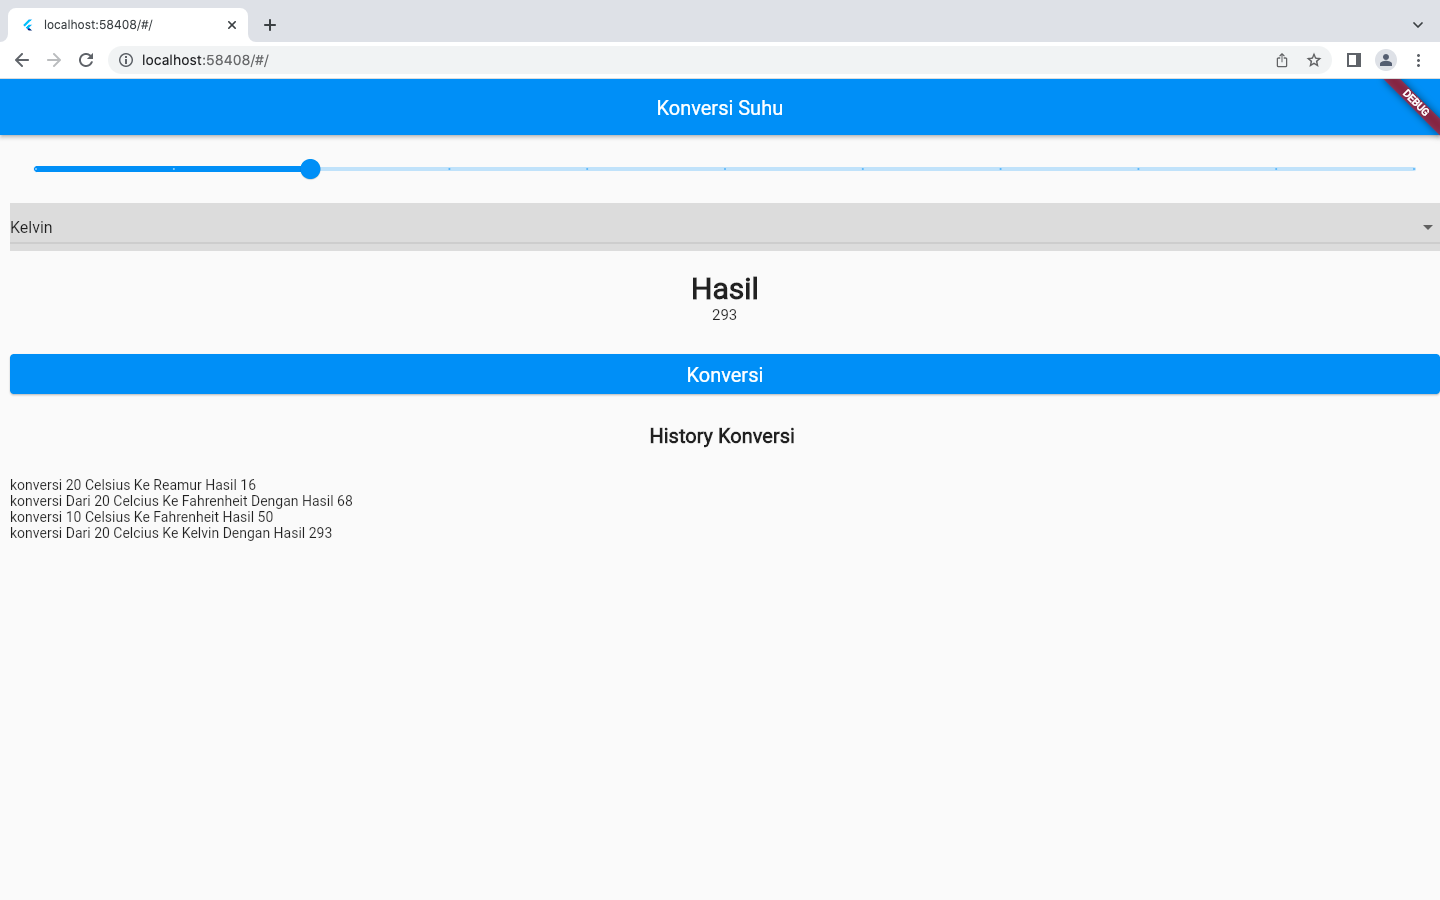 localhost:58408/#/
localhost:58408/#/
Konversi Suhu
DEBUG
Kelvin
Hasil
293
Konversi
History Konversi
konversi 20 Celsius Ke Reamur Hasil 16
konversi Dari 20 Celcius Ke Fahrenheit Dengan Hasil 68
konversi 10 Celsius Ke Fahrenheit Hasil 50
konversi Dari 20 Celcius Ke Kelvin Dengan Hasil 293